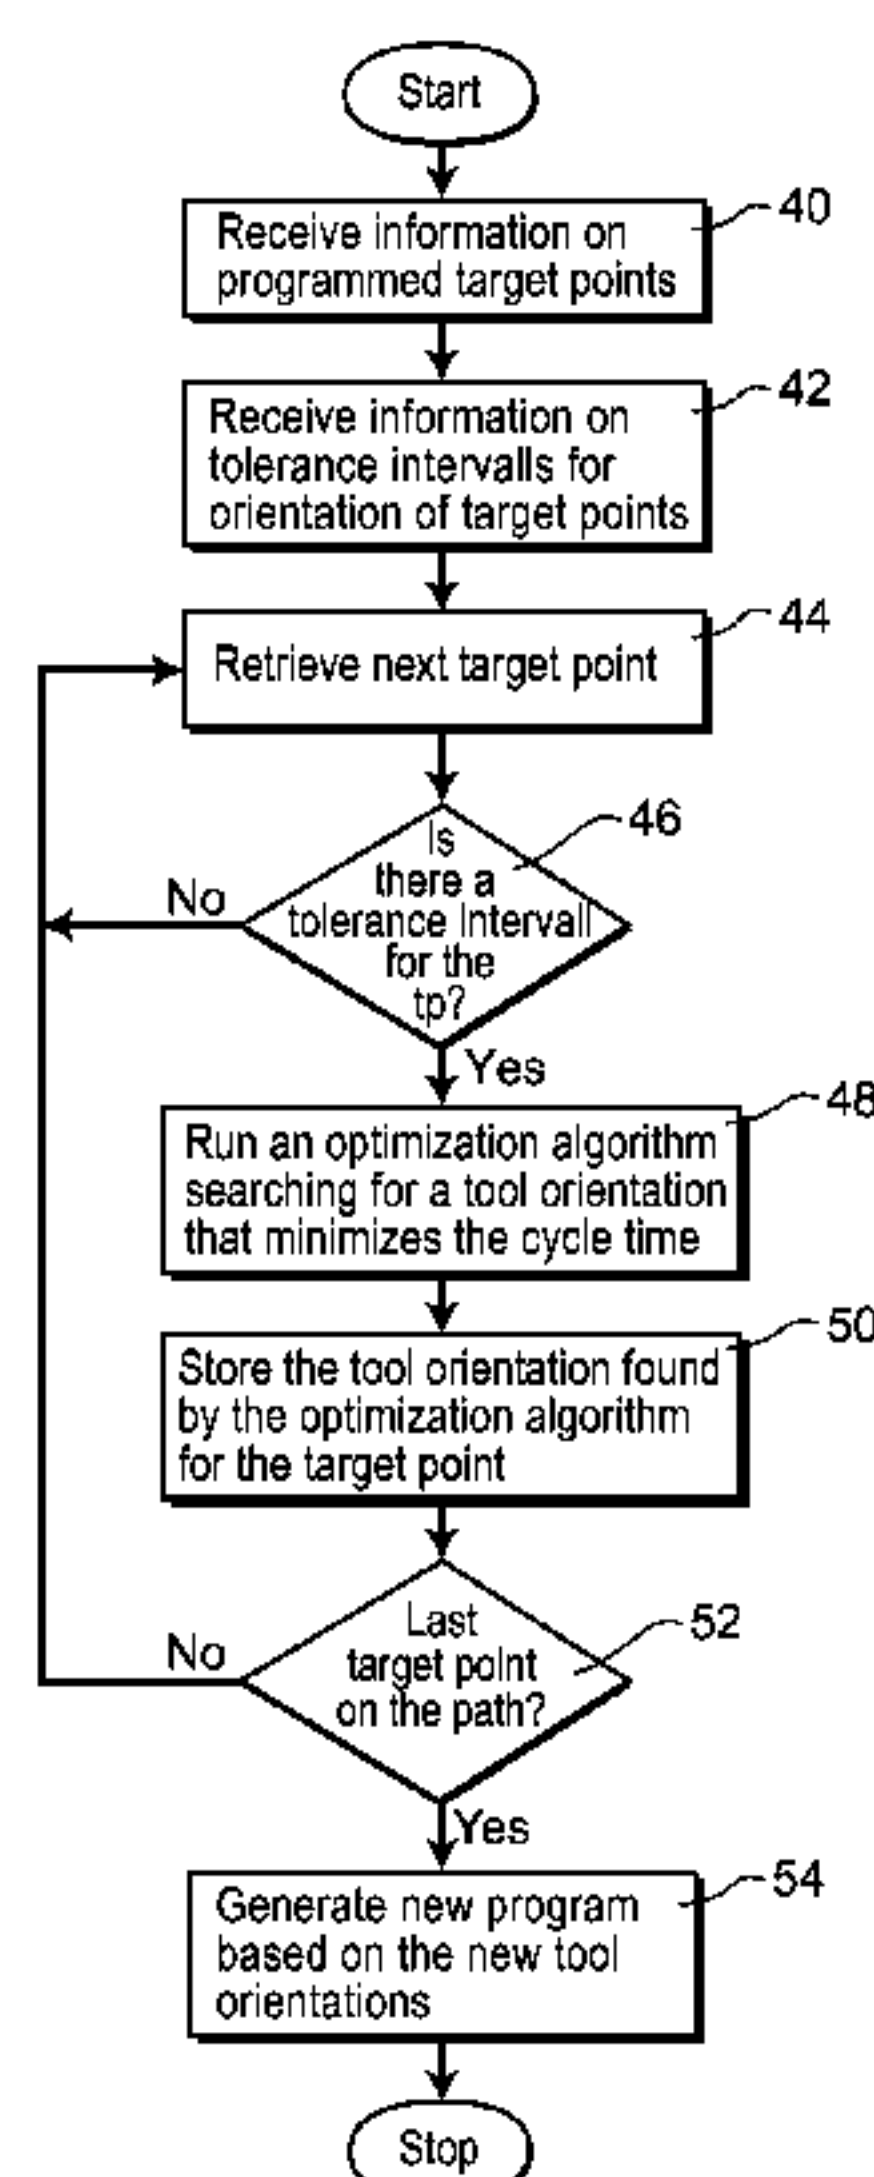 Start
Receive information on
programmed target points
40
Receive information on
tolerance intervalls for
orientation of target points
42
Retrieve next target point
44
Is
there a
tolerance Intervall
for the
tp?
46
No
Yes
Run an optimization algorithm
searching for a tool orientation
that minimizes the cycle time
48
Store the tool orientation found
by the optimization algorithm
for the target point
50
Last
target point
on the path?
52
No
Yes
Generate new program
based on the new tool
orientations
54
Stop